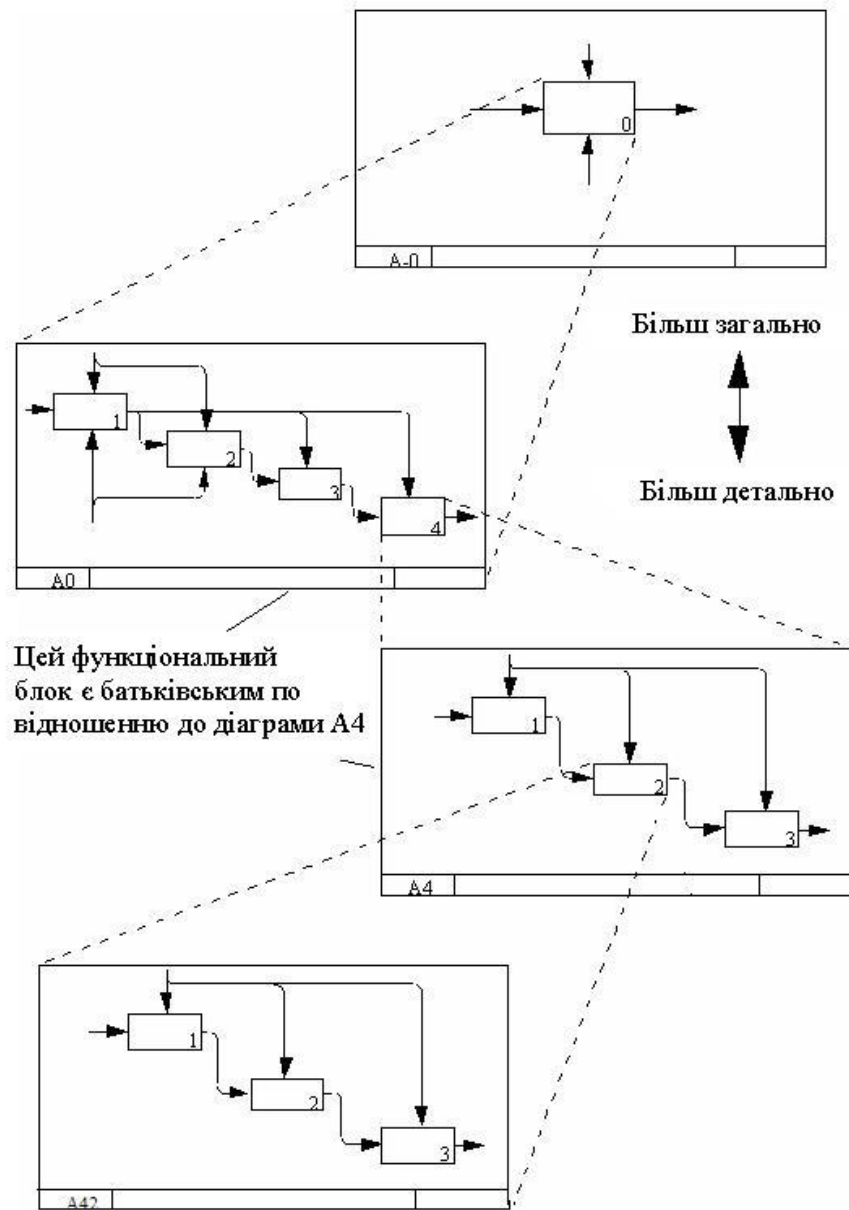 0
A-0
Більш загально
Більш детально
1
2
3
4
A0
Цей функціональний
блок є батьківським по
відношенню до діаграми А4
1
2
3
A4
1
2
3
A42